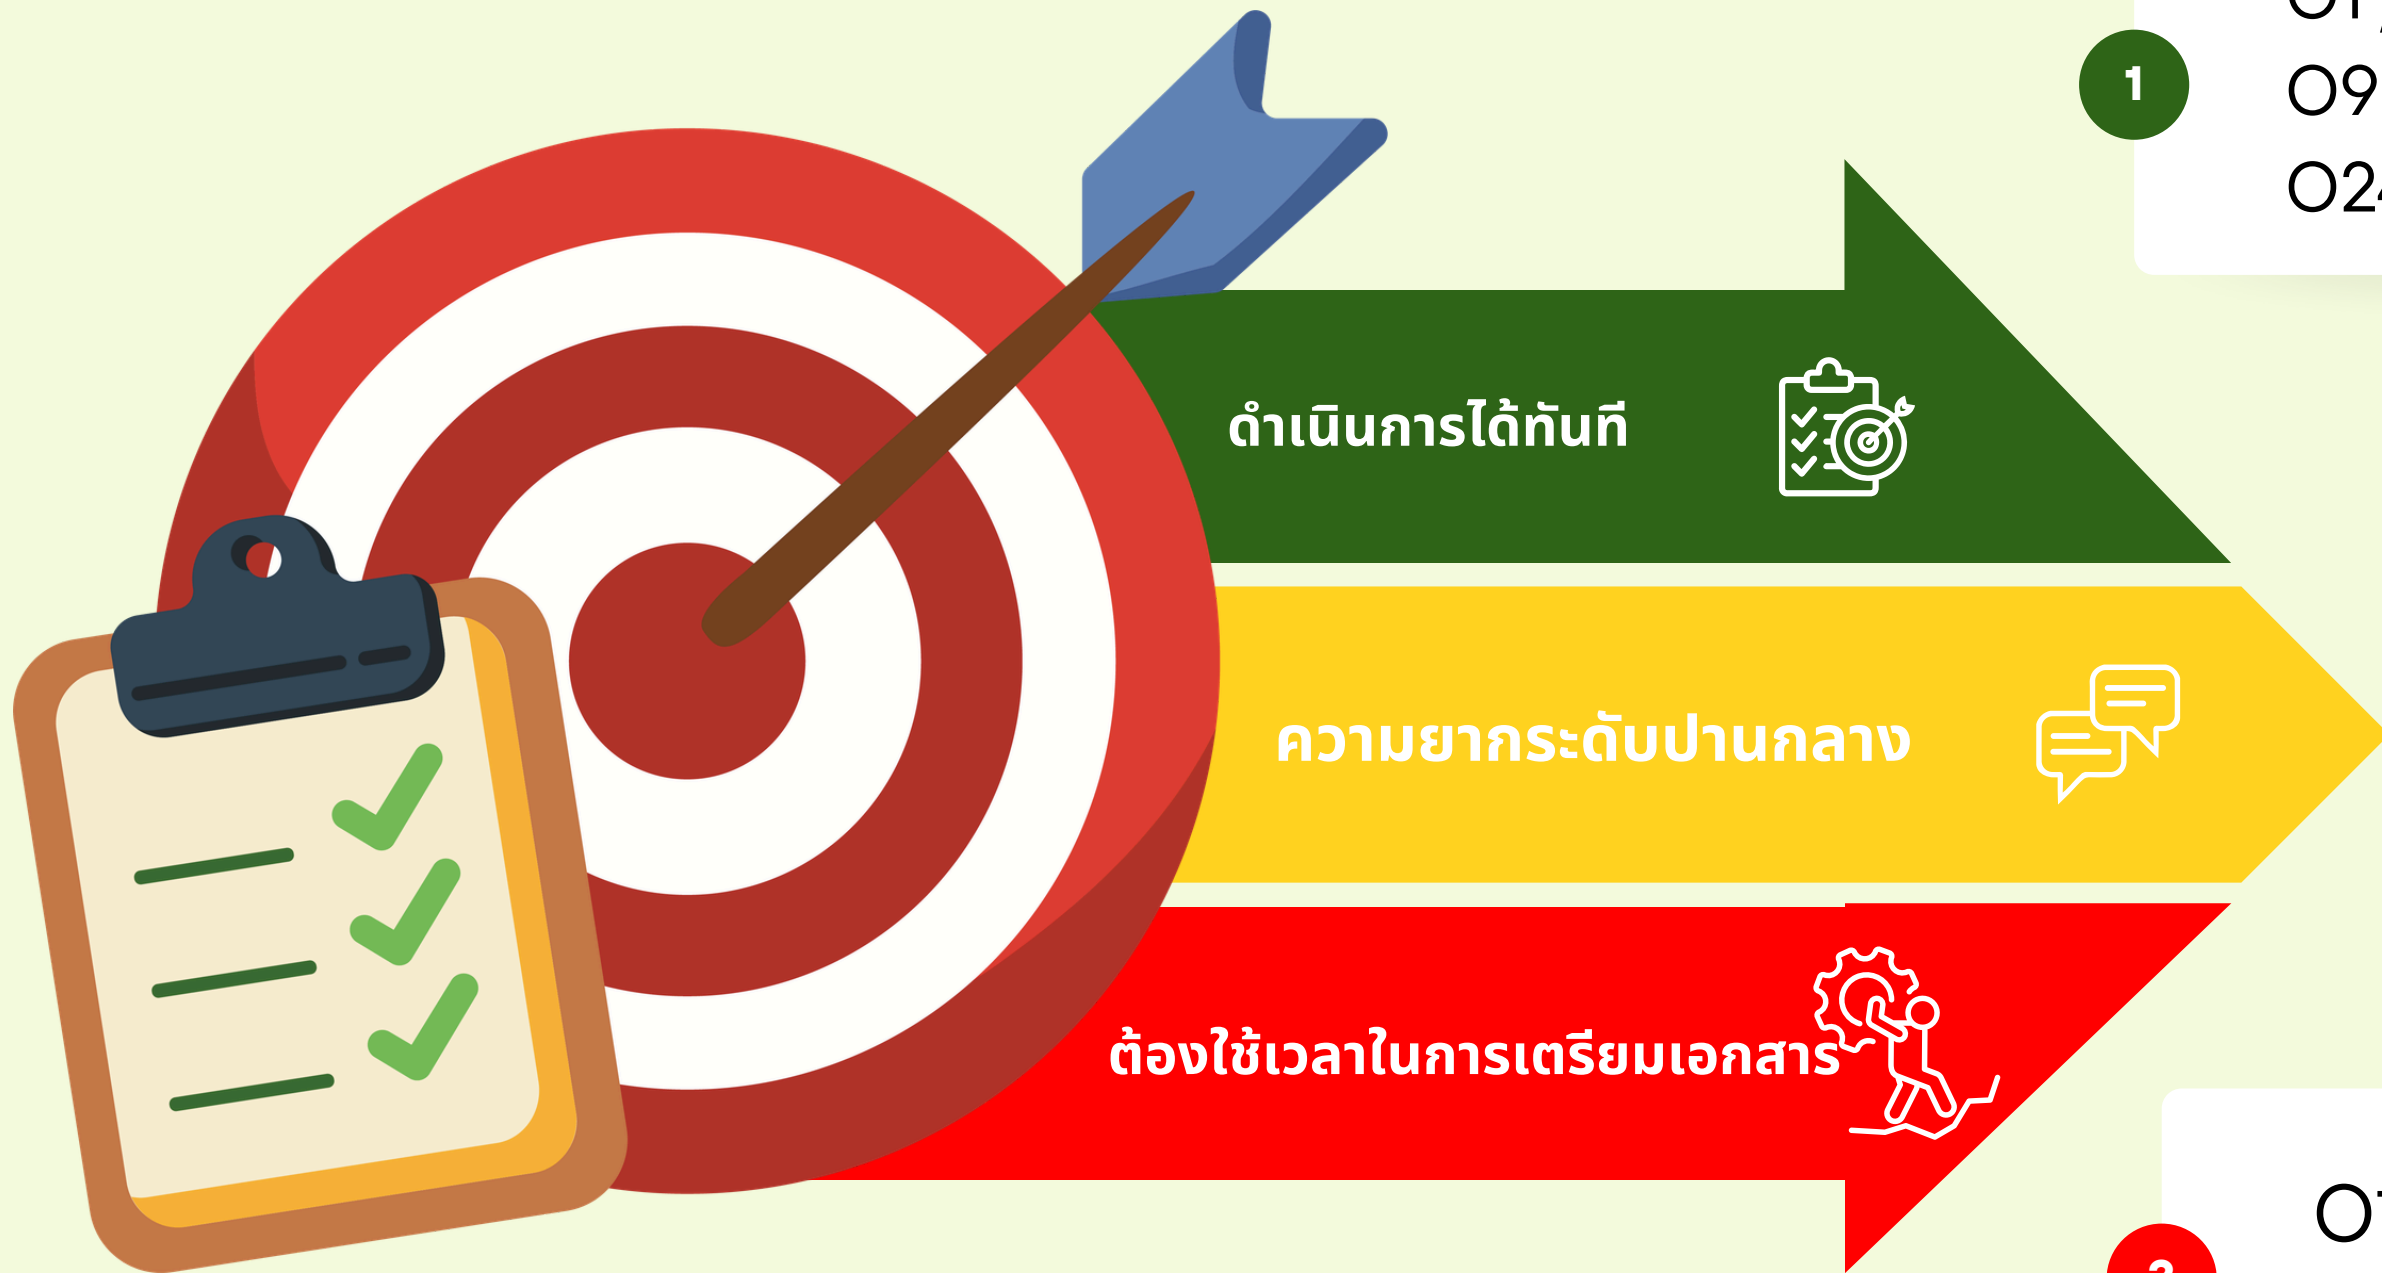 1
O9
ดำเนินการได้ทันที
ความยากระดับปานกลาง
ต้องใช้เวลาในการเตรียมเอกสาร